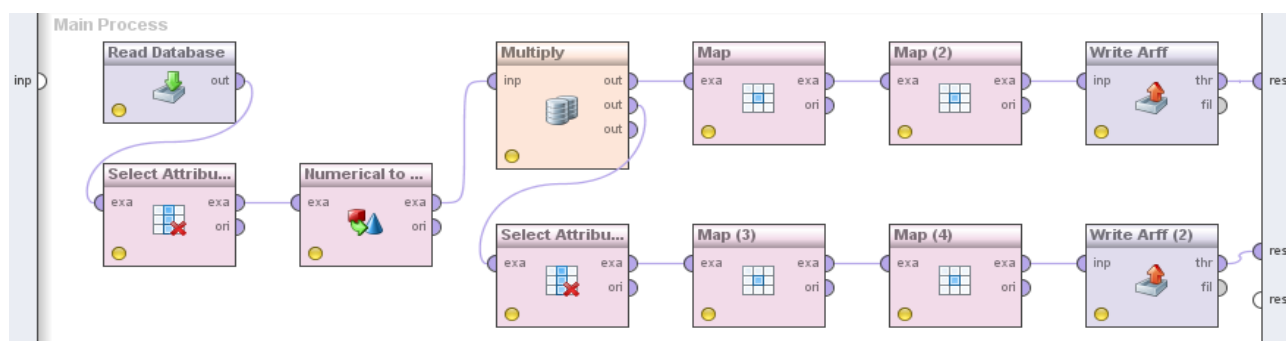 Main Process
Read Database
out
inp
Select Attribu...
exa exa
ori
Numerical to ...
exa exa
ori
Multiply
inp out
out
out
Map
exa exa
ori
Map (2)
exa exa
ori
Write Arff
inp thr
fil
res
Select Attribu...
exa exa
ori
Map (3)
exa exa
ori
Map (4)
exa exa
ori
Write Arff (2)
inp thr
fil
res
res